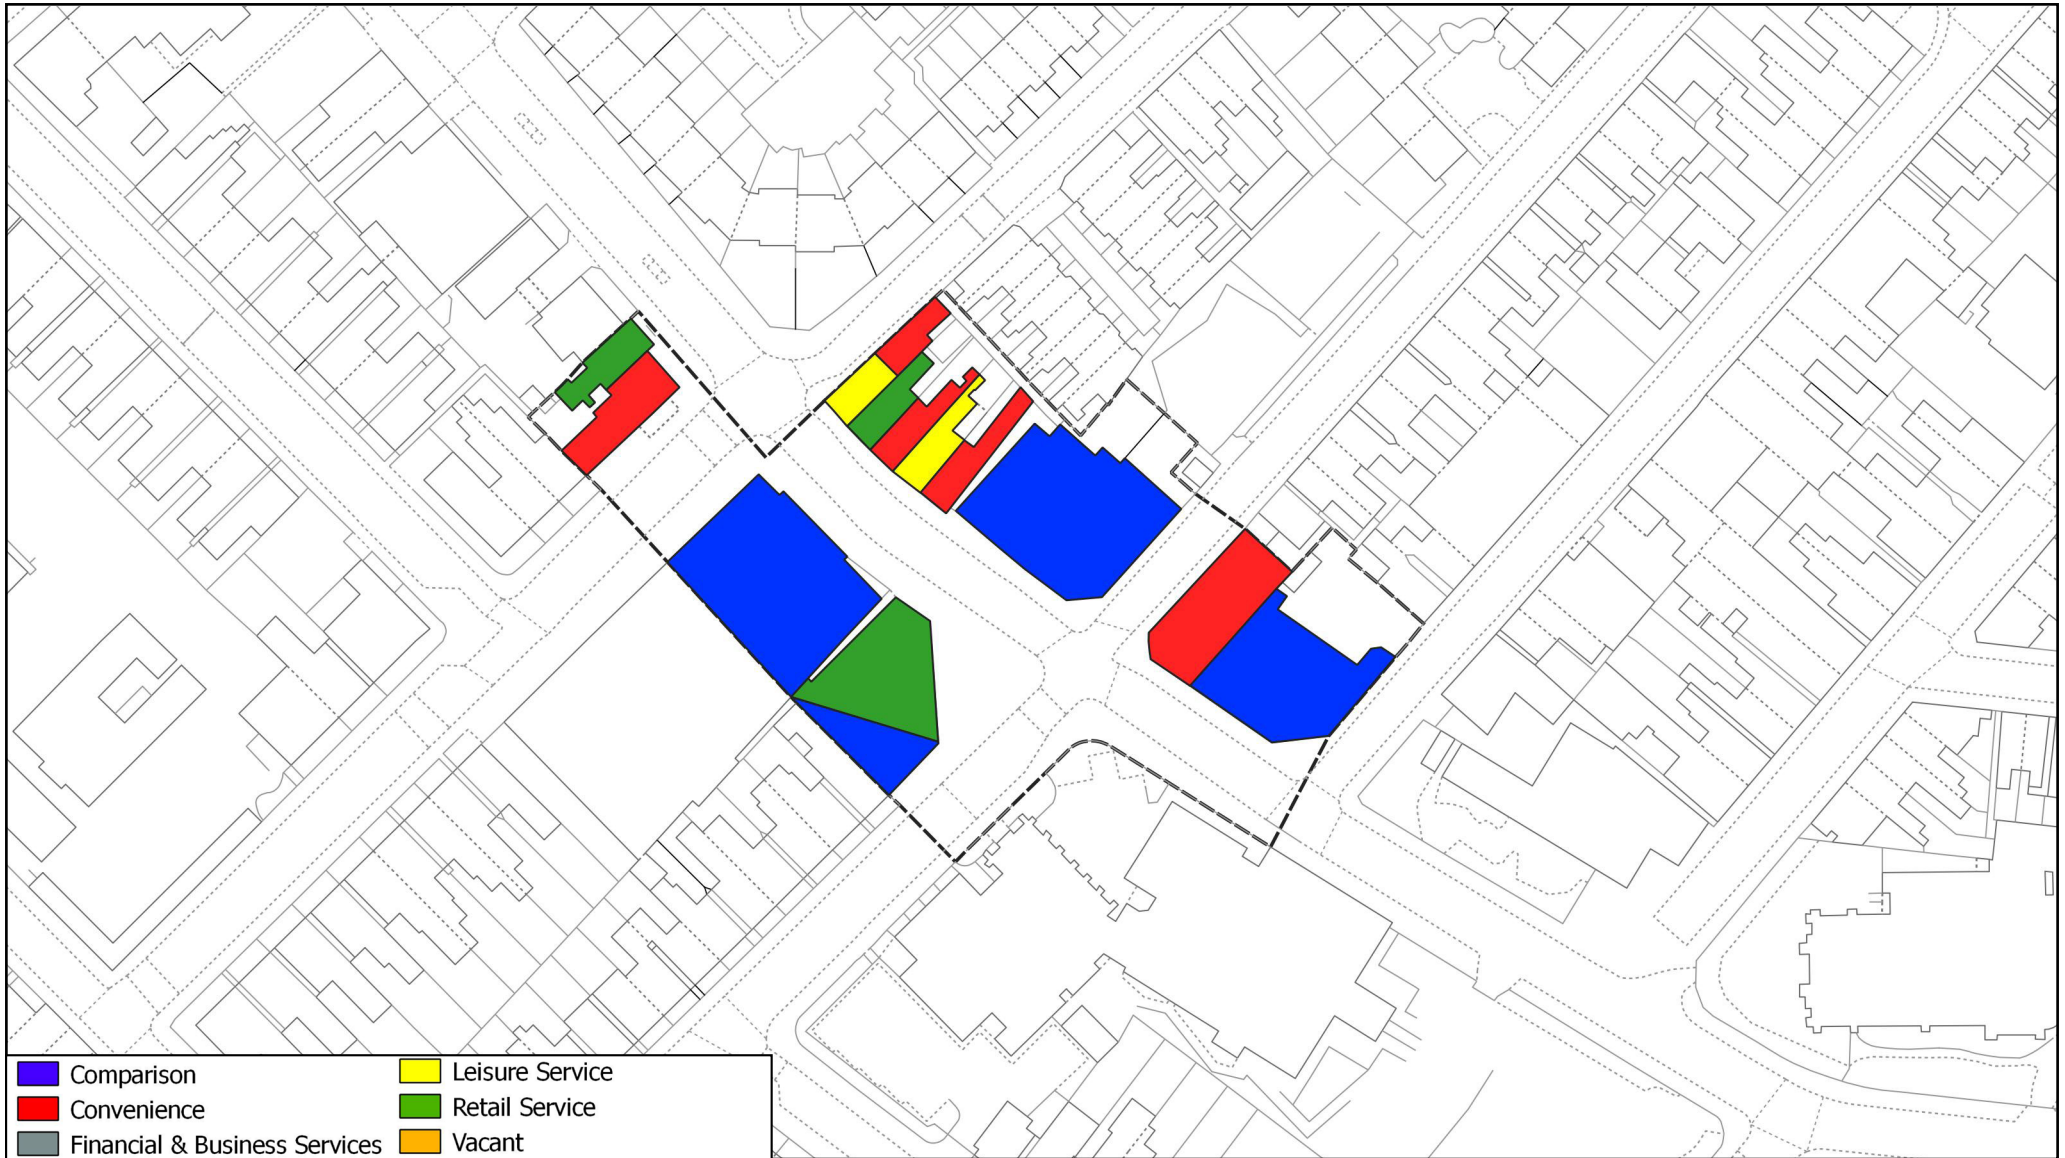 Comparison
Convenience
Financial & Business Services
Leisure Service
Retail Service
Vacant